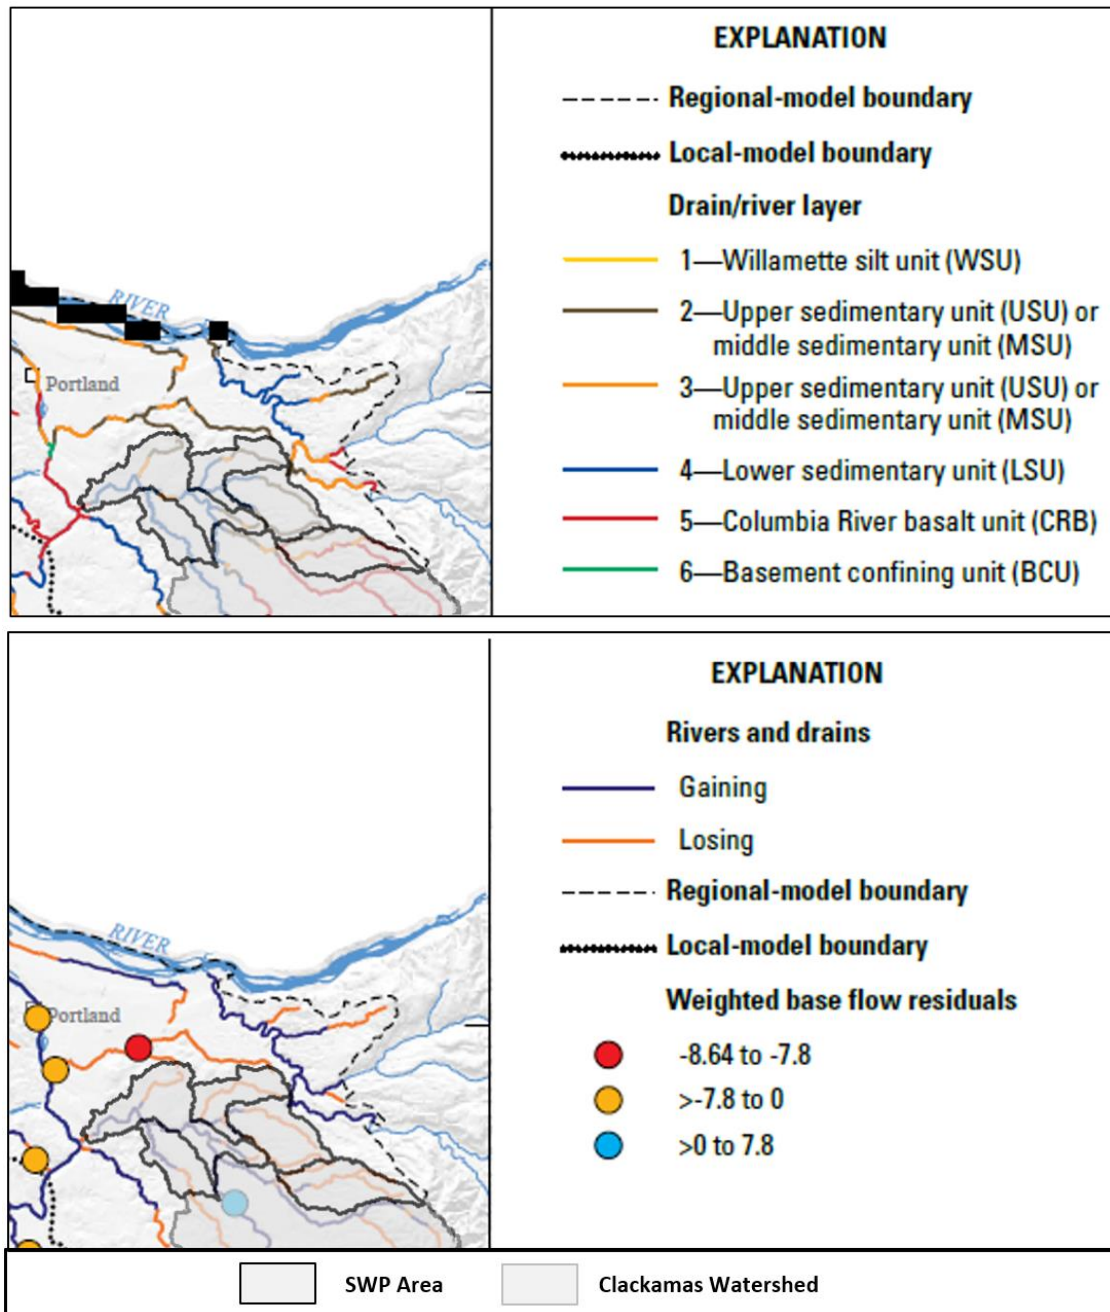 EXPLANATION
Regional-model boundary
Local-model boundary
Drain/river layer
1—Willamette silt unit (WSU)
2—Upper sedimentary unit (USU) or
middle sedimentary unit (MSU)
3—Upper sedimentary unit (USU) or
middle sedimentary unit (MSU)
4—Lower sedimentary unit (LSU)
5—Columbia River basalt unit (CRB)
6—Basement confining unit (BCU)
RIVER
Portland
EXPLANATION
Rivers and drains
Gaining
Losing
Regional-model boundary
Local-model boundary
Weighted base flow residuals
-8.64 to -7.8
>-7.8 to 0
>0 to 7.8
RIVER
Portland
SWP Area
Clackamas Watershed